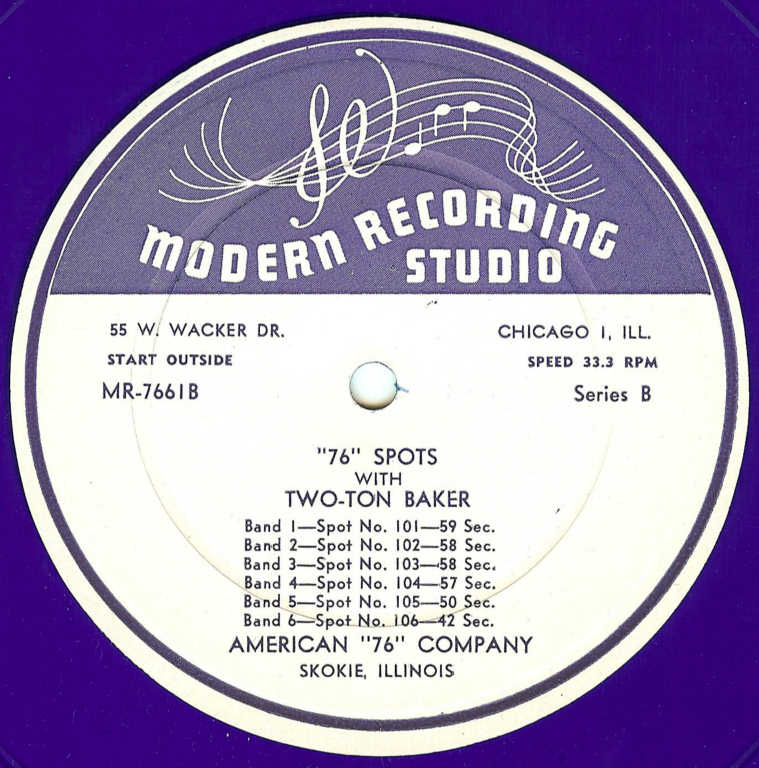 MODERN RECORDING
STUDIO
55 W. WACKER DR. CHICAGO 1, ILL.
START OUTSIDE SPEED 33.3 RPM
MR-7661B Series B
"76" SPOTS
WITH
TWO-TON BAKER
Band 1—Spot No. 101—59 Sec.
Band 2—Spot No. 102—58 Sec.
Band 3—Spot No. 103—58 Sec.
Band 4—Spot No. 104—57 Sec.
Band 5—Spot No. 105—50 Sec.
Band 6—Spot No. 106—42 Sec.
AMERICAN "76" COMPANY
SKOKIE, ILLINOIS